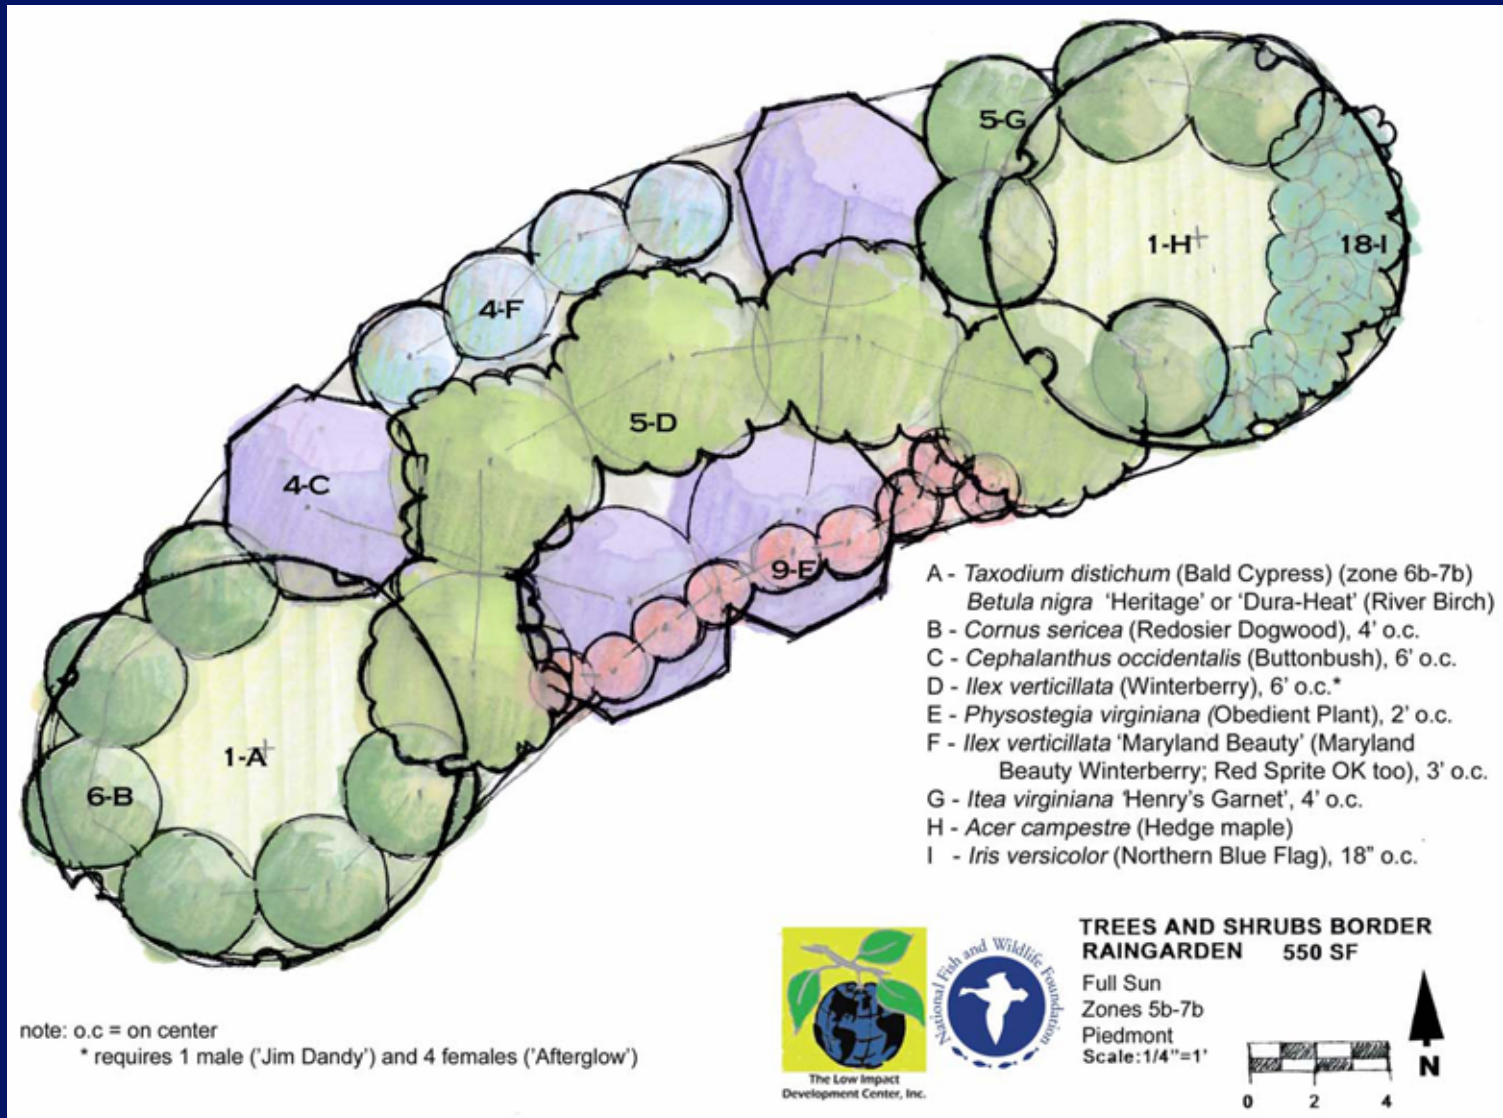 5-G
1-H
18-I
4-F
5-D
4-C
9-E
1-A
6-B
A - Taxodium distichum (Bald Cypress) (zone 6b-7b)
Betula nigra 'Heritage' or 'Dura-Heat' (River Birch)
B - Cornus sericea (Redosier Dogwood), 4' o.c.
C - Cephalanthus occidentalis (Buttonbush), 6' o.c.
D - Ilex verticillata (Winterberry), 6' o.c.*
E - Physostegia virginiana (Obedient Plant), 2' o.c.
F - Ilex verticillata 'Maryland Beauty' (Maryland
Beauty Winterberry; Red Sprite OK too), 3' o.c.
G - Itea virginiana 'Henry's Garnet', 4' o.c.
H - Acer campestre (Hedge maple)
I - Iris versicolor (Northern Blue Flag), 18" o.c.
note: o.c = on center
* requires 1 male ('Jim Dandy') and 4 females ('Afterglow')
The Low Impact
Development Center, Inc.
National Fish and Wildlife Foundation
TREES AND SHRUBS BORDER
RAINGARDEN 550 SF
Full Sun
Zones 5b-7b
Piedmont
Scale:1/4"=1'
0 2 4
N